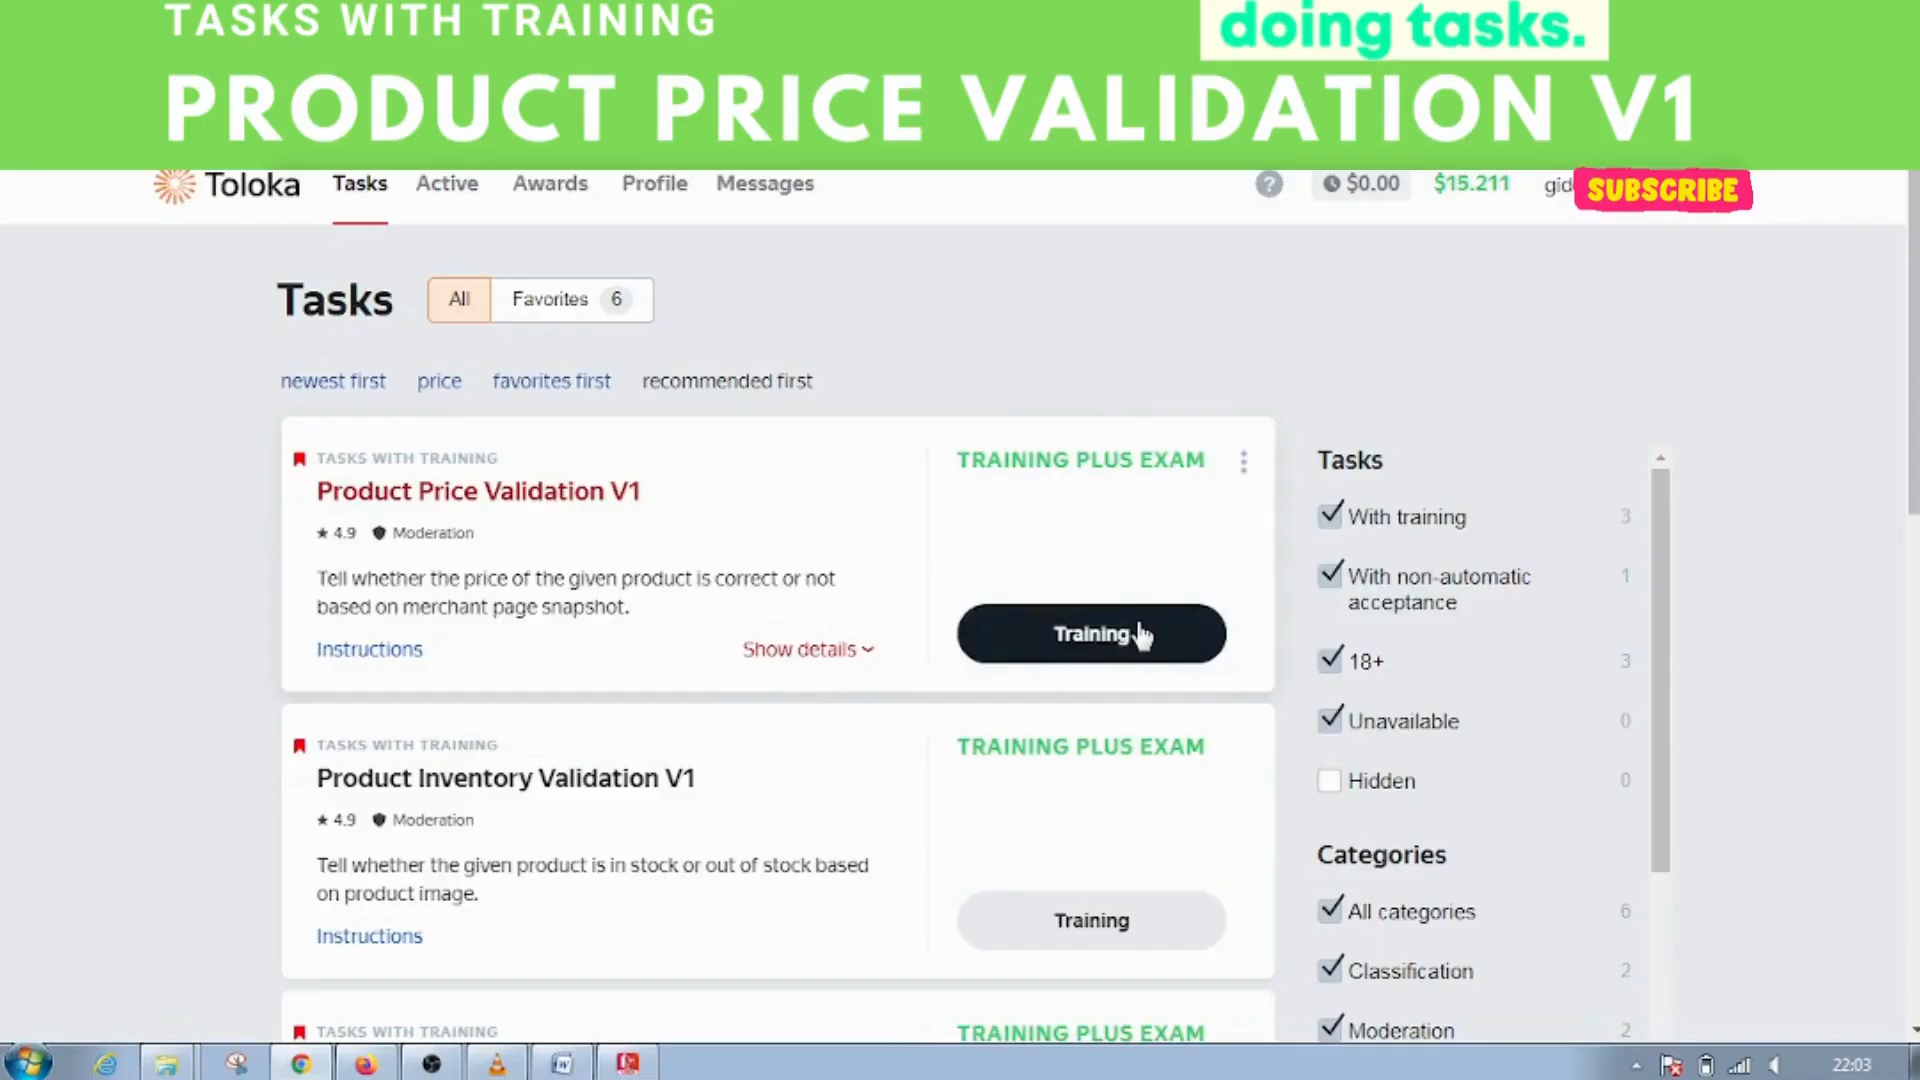 TASKS WITH TRAINING
doing tasks.
PRODUCT PRICE VALIDATION V1
Toloka Tasks Active Awards Profile Messages ? $0.00 $15.211 gid
SUBSCRIBE
Tasks All Favorites 6
newest first price favorites first recommended first
TASKS WITH TRAINING
Product Price Validation V1
★ 4.9 Moderation
Tell whether the price of the given product is correct or not
based on merchant page snapshot.
Instructions Show details
TRAINING PLUS EXAM
Training
TASKS WITH TRAINING
Product Inventory Validation V1
★ 4.9 Moderation
Tell whether the given product is in stock or out of stock based
on product image.
Instructions
TRAINING PLUS EXAM
Training
TASKS WITH TRAINING
TRAINING PLUS EXAM
Tasks
With training 3
With non-automatic 1
acceptance
18+ 3
Unavailable 0
Hidden 0
Categories
All categories 6
Classification 2
Moderation 2
22:03